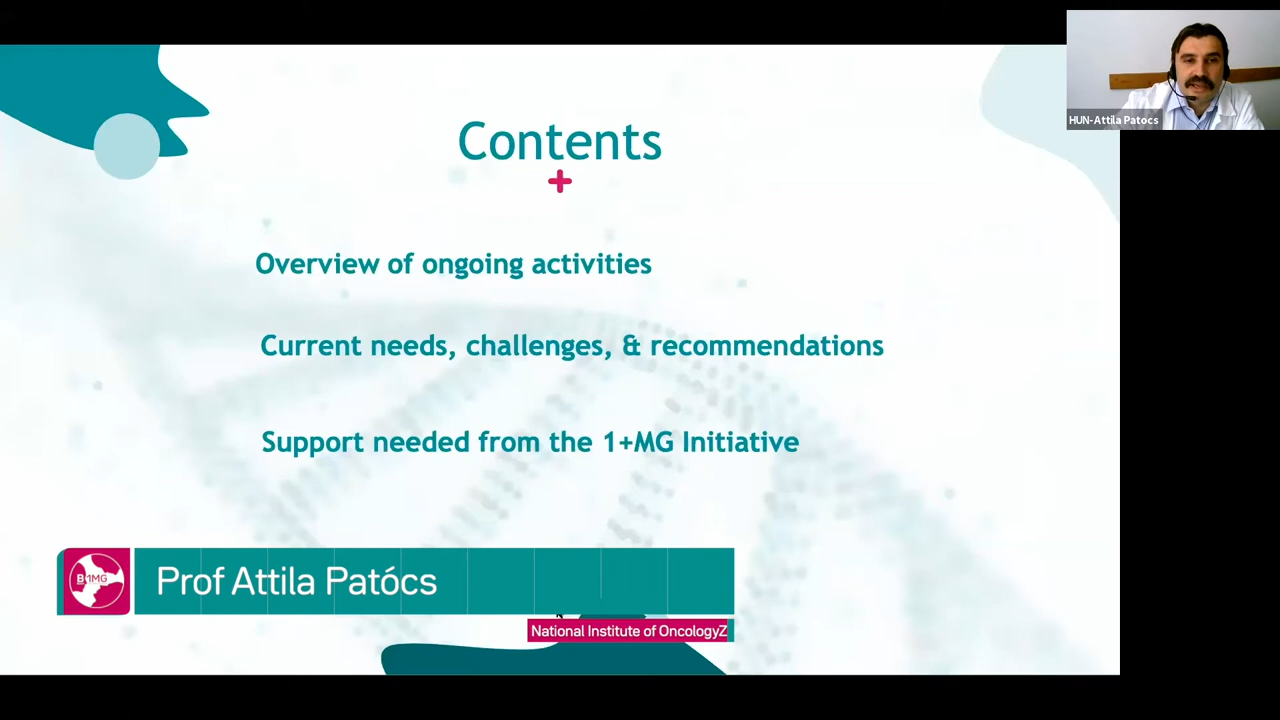 HUN-Attila Patocs
Contents
Overview of ongoing activities
Current needs, challenges, & recommendations
Support needed from the 1+MG Initiative
B1MG
Prof Attila Patócs
National Institute of OncologyZ